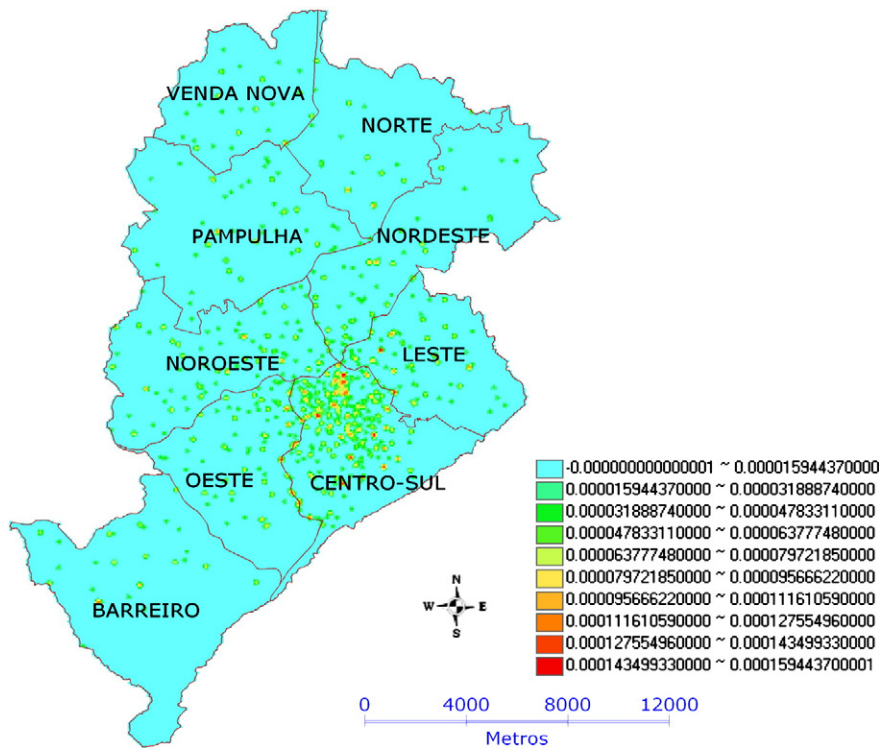 VENDA NOVA
NORTE
PAMPULHA
NORDESTE
NOROESTE
LESTE
OESTE
CENTRO-SUL
BARREIRO
N
W E
S
-0.000000000000001 ~ 0.000015944370000
0.000015944370000 ~ 0.000031888740000
0.000031888740000 ~ 0.000047833110000
0.000047833110000 ~ 0.000063777480000
0.000063777480000 ~ 0.000079721850000
0.000079721850000 ~ 0.000095666220000
0.000095666220000 ~ 0.000111610590000
0.000111610590000 ~ 0.000127554960000
0.000127554960000 ~ 0.000143499330000
0.000143499330000 ~ 0.000159443700001
0 4000 8000 12000
Metros